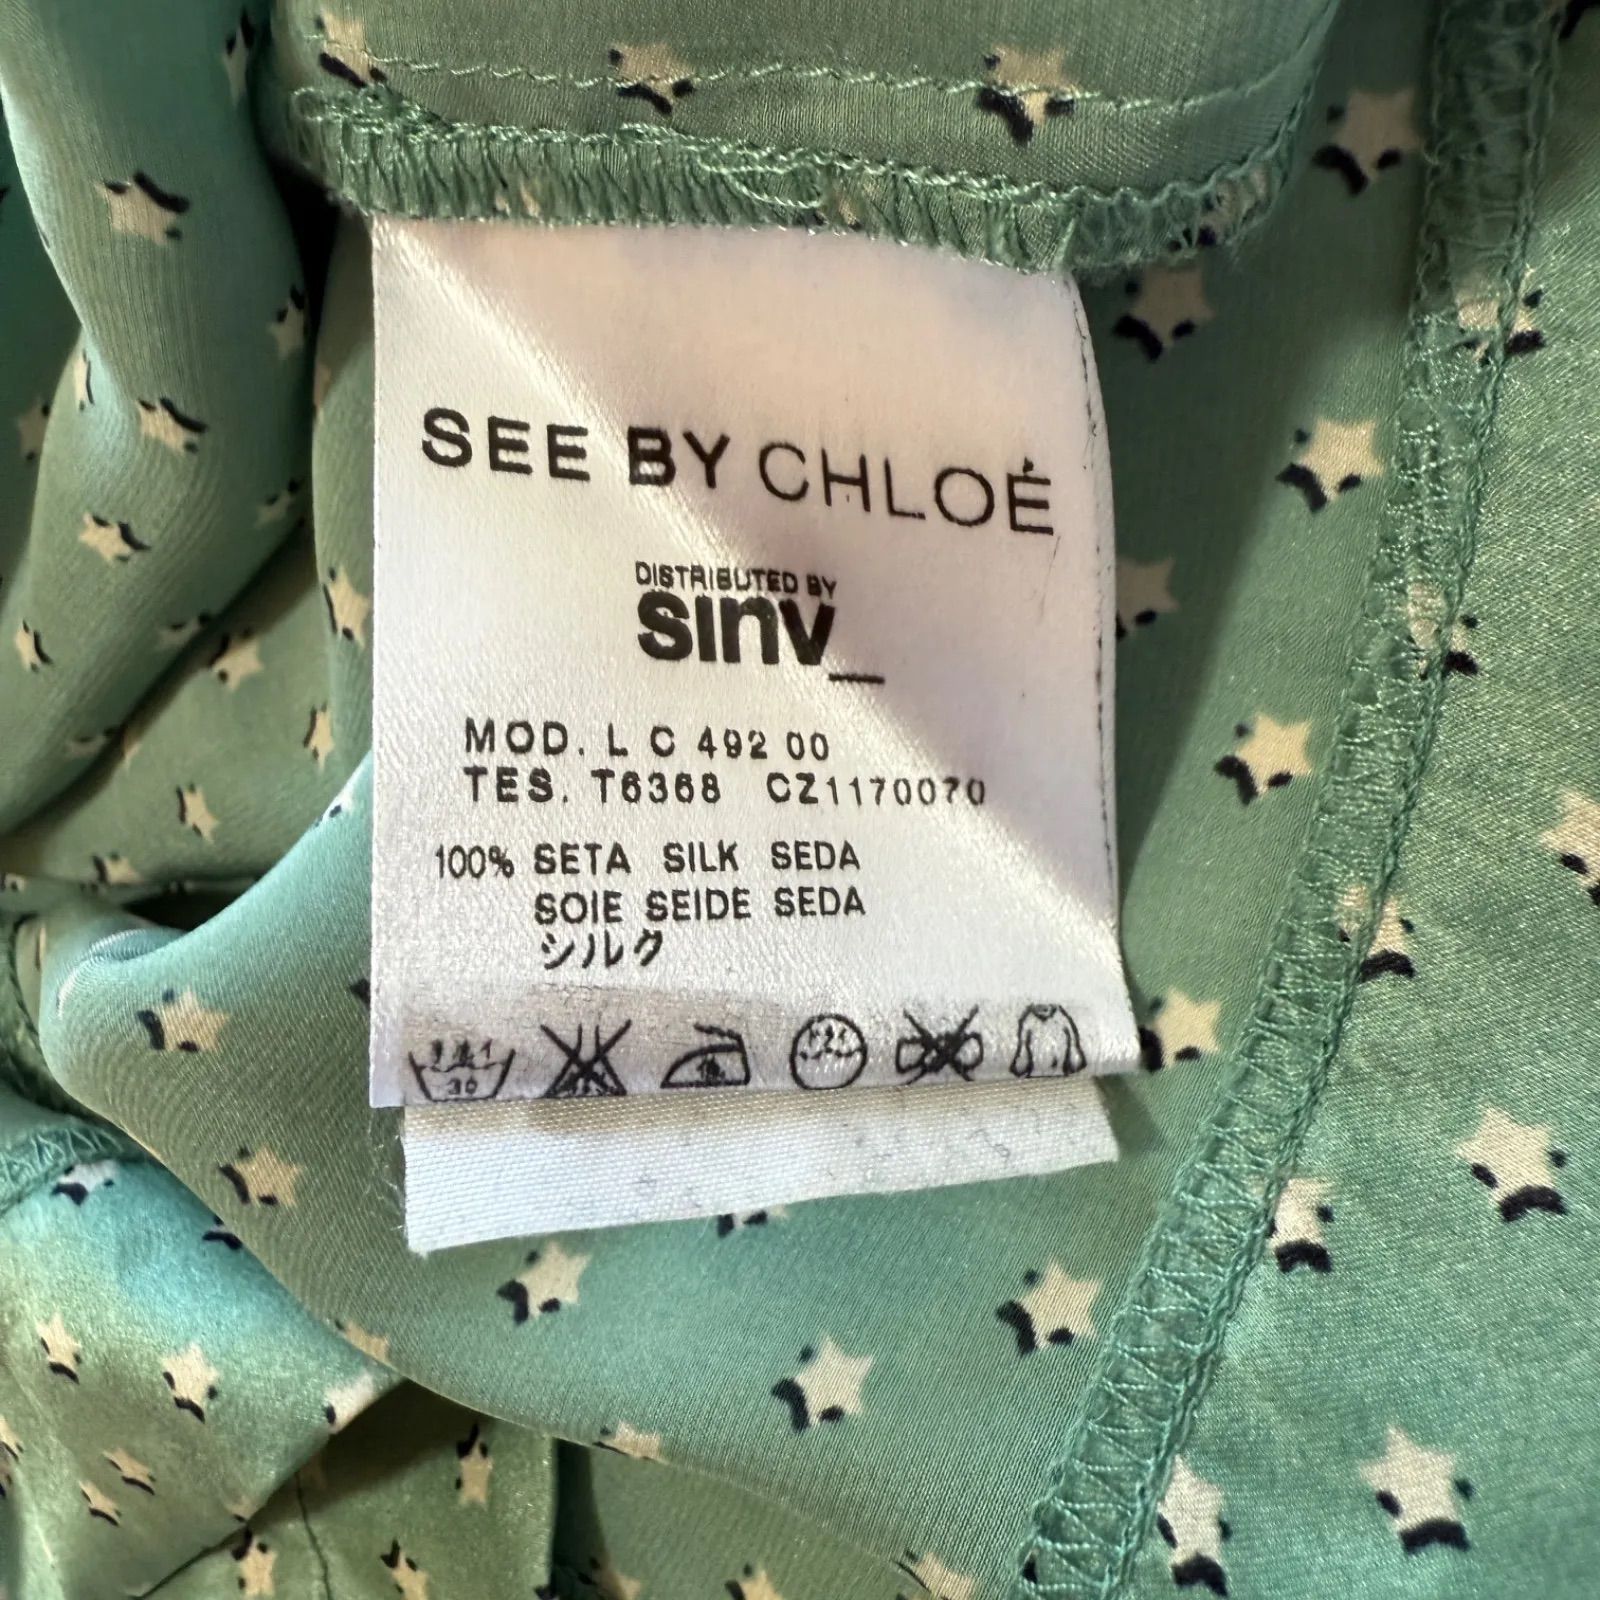 SEE BY CHLOÉ
DISTRIBUTED BY
sinv_
MOD. L C 492 00
TES. T6368 CZ1170070
100% SETA SILK SEDA
SOIE SEIDE SEDA
シルク
30